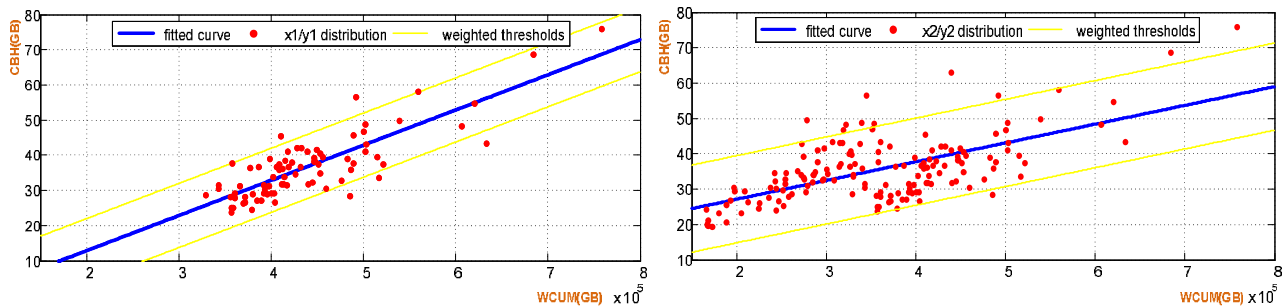 80
70
60
50
40
30
20
10
CBH(GB)
fitted curve x1/y1 distribution weighted thresholds
2 3 4 5 6 7 8
WCUM(GB) x10^5
80
70
60
50
40
30
20
10
CBH(GB)
fitted curve x2/y2 distribution weighted thresholds
2 3 4 5 6 7 8
WCUM(GB) x10^5